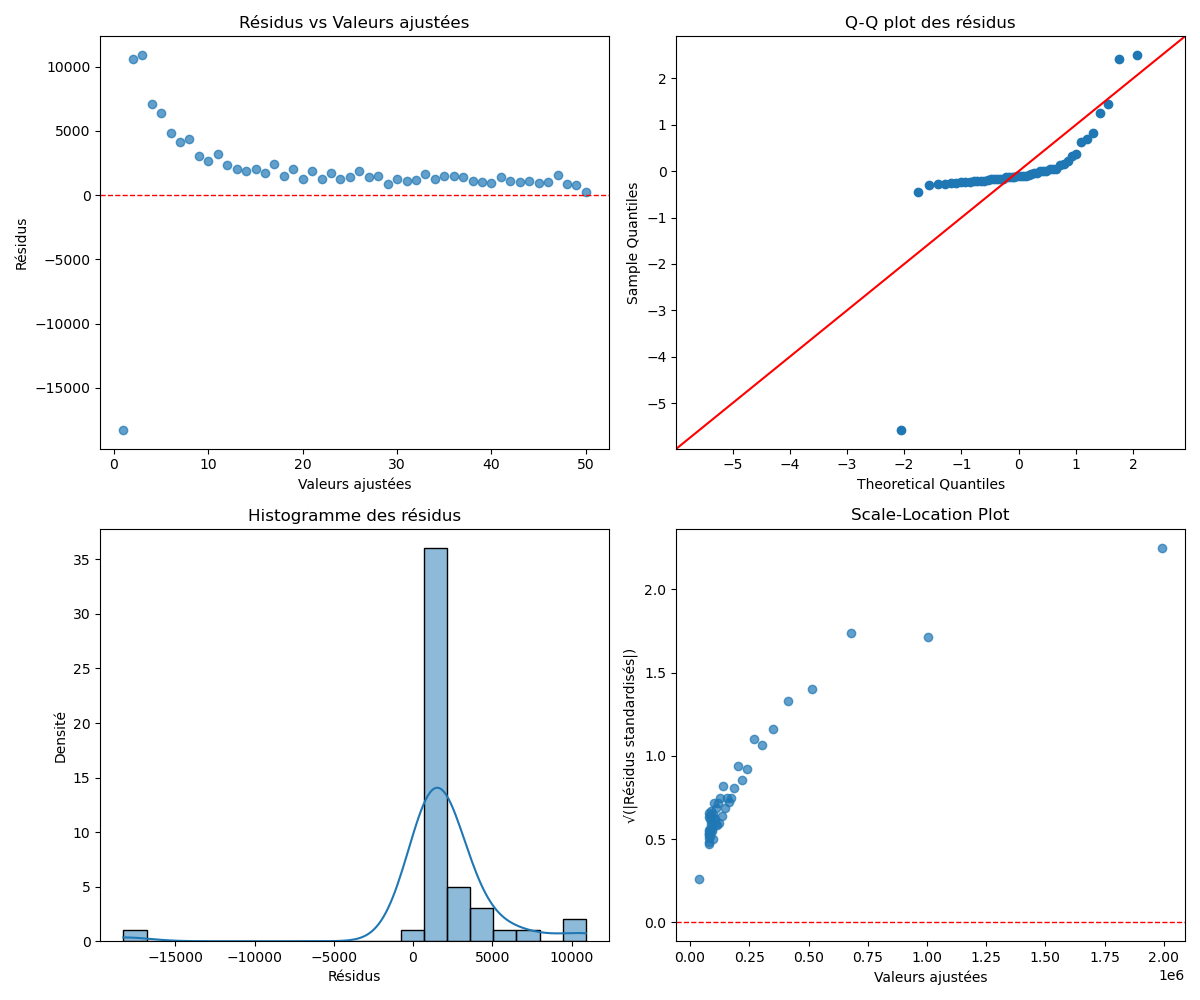 Résidus vs Valeurs ajustées
10000
5000
0
−5000
−10000
−15000
Résidus
0 10 20 30 40 50
Valeurs ajustées
Q-Q plot des résidus
2
1
0
−1
−2
−3
−4
−5
Sample Quantiles
−5 −4 −3 −2 −1 0 1 2
Theoretical Quantiles
Histogramme des résidus
35
30
25
20
15
10
5
0
Densité
−15000 −10000 −5000 0 5000 10000
Résidus
Scale-Location Plot
2.0
1.5
1.0
0.5
0.0
√(|Résidus standardisés|)
0.00 0.25 0.50 0.75 1.00 1.25 1.50 1.75 2.00
1e6
Valeurs ajustées